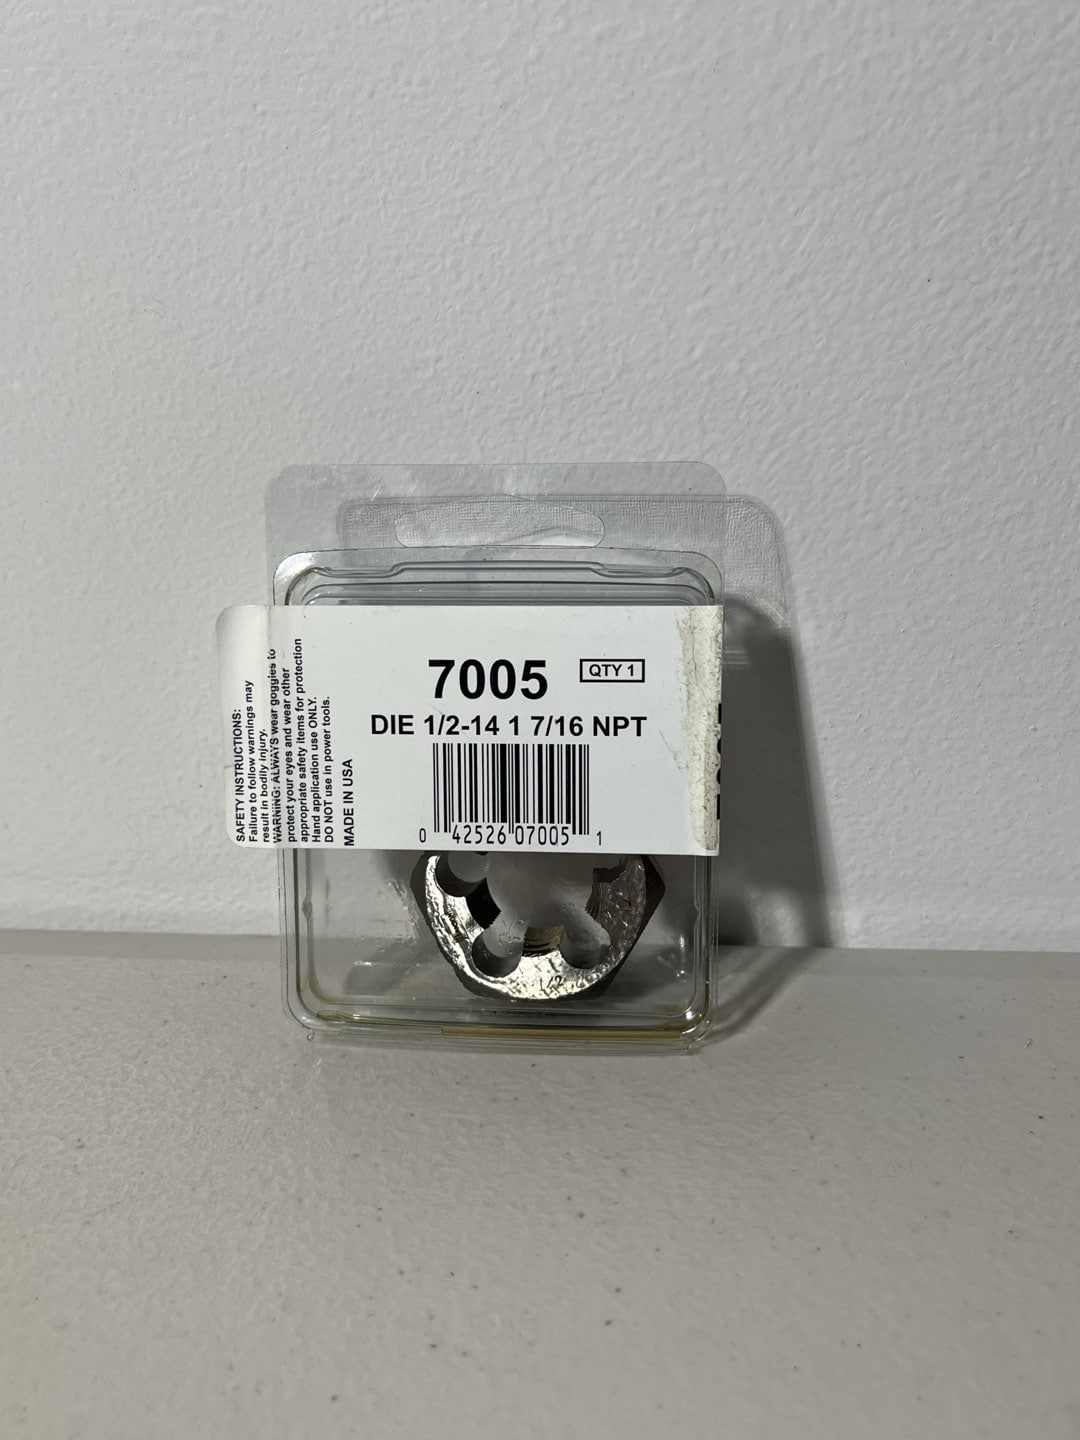 7005
QTY 1
DIE 1/2-14 1 7/16 NPT
0 42526 07005 1
SAFETY INSTRUCTIONS:
Failure to follow warnings may
result in bodily injury.
WARNING: ALWAYS wear goggles to
protect your eyes and wear other
appropriate safety items for protection
Hand application use ONLY.
DO NOT use in power tools.
MADE IN USA
1/2